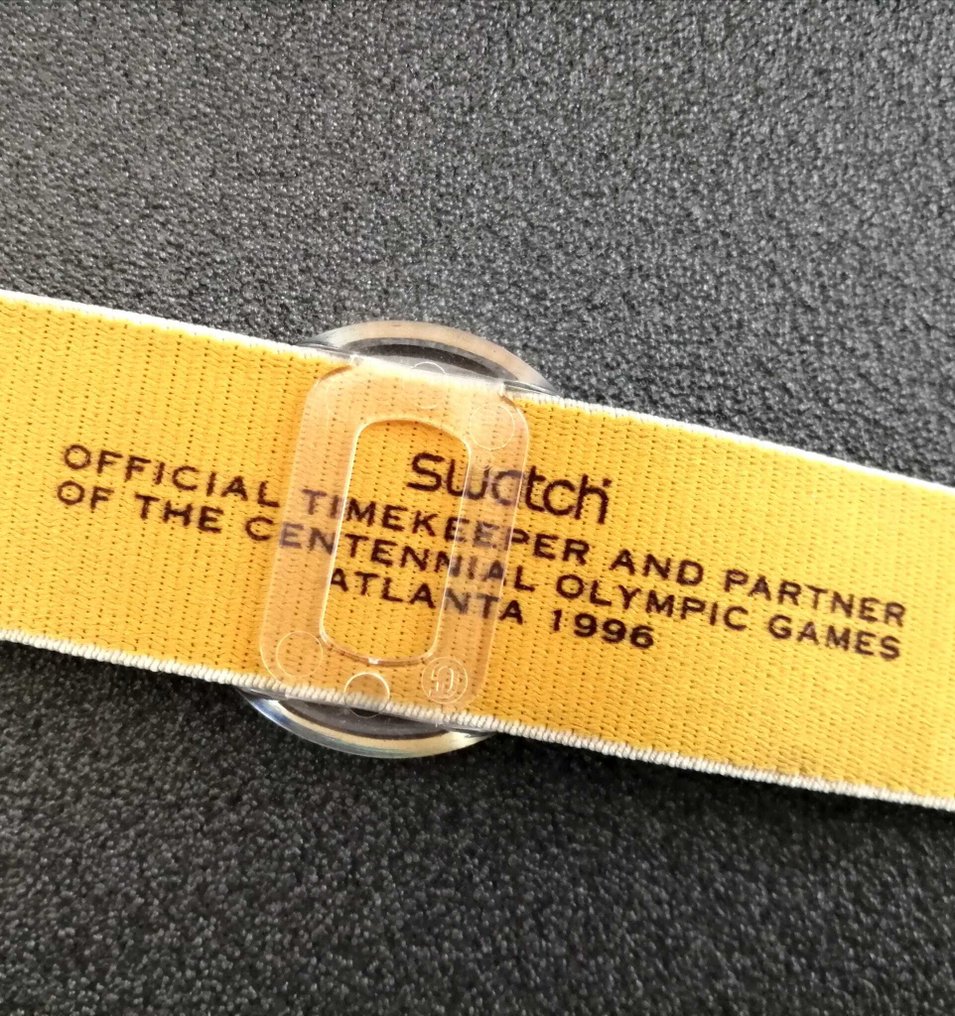 swatch
OFFICIAL TIMEKEEPER AND PARTNER
OF THE CENTENNIAL OLYMPIC GAMES
ATLANTA 1996